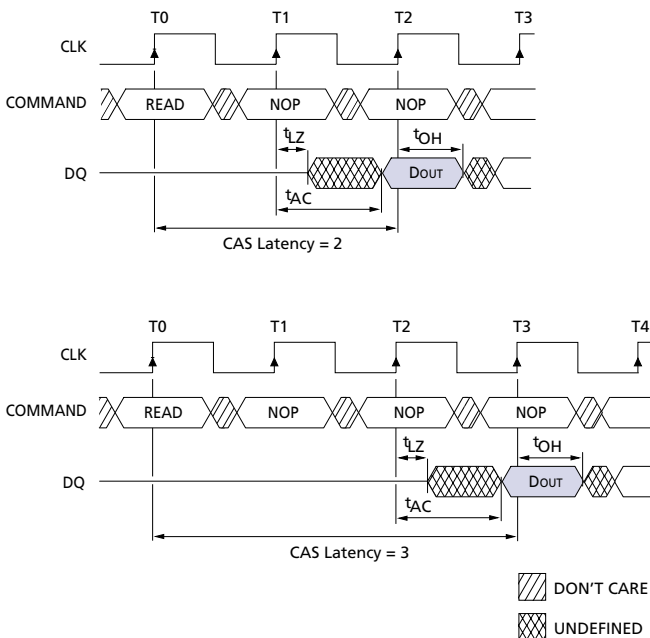 T0 T1 T2 T3
CLK
COMMAND READ NOP NOP
tLZ tOH
DQ DOUT
tAC
CAS Latency = 2
T0 T1 T2 T3 T4
CLK
COMMAND READ NOP NOP NOP
tLZ tOH
DQ DOUT
tAC
CAS Latency = 3
DON'T CARE
UNDEFINED